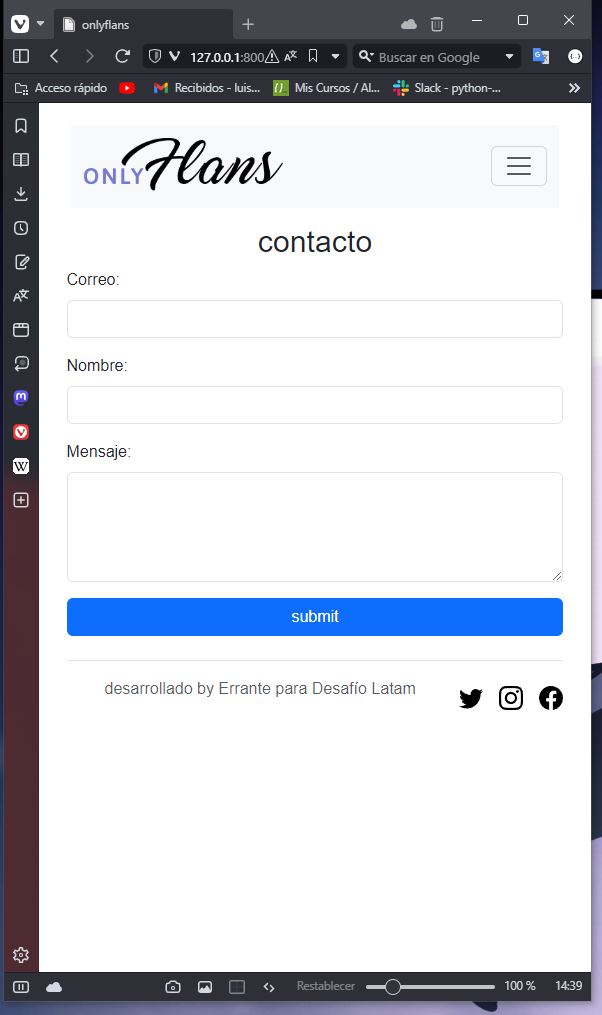 onlyflans
127.0.0.1:800
Buscar en Google
Acceso rápido
Recibidos - luis...
Mis Cursos / Al...
Slack - python-...
ONLY Flans
contacto
Correo:
Nombre:
Mensaje:
submit
desarrollado by Errante para Desafío Latam
Restablecer
100 %
14:39